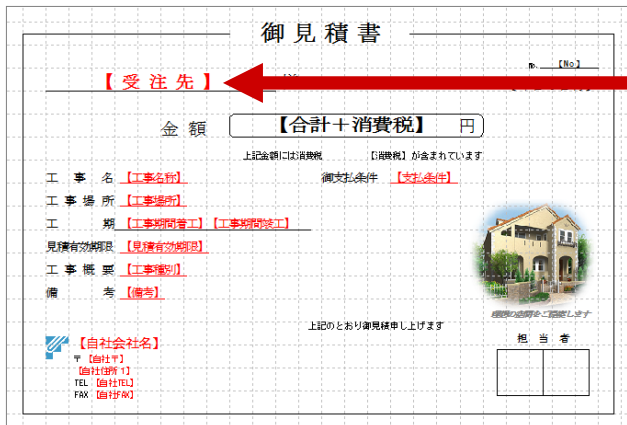 御見積書
No. 【No】
【受注先】
金額 【合計＋消費税】 円
上記金額には消費税 【消費税】が含まれています
工事名 【工事名称】 御支払条件 【支払条件】
工事場所 【工事場所】
工期 【工事期間着工】【工事期間竣工】
見積有効期限 【見積有効期限】
工事概要 【工事種別】
備考 【備考】
上記のとおり御見積申し上げます
担当者
【自社会社名】
〒 【自社〒】
【自社住所1】
TEL 【自社TEL】
FAX 【自社FAX】